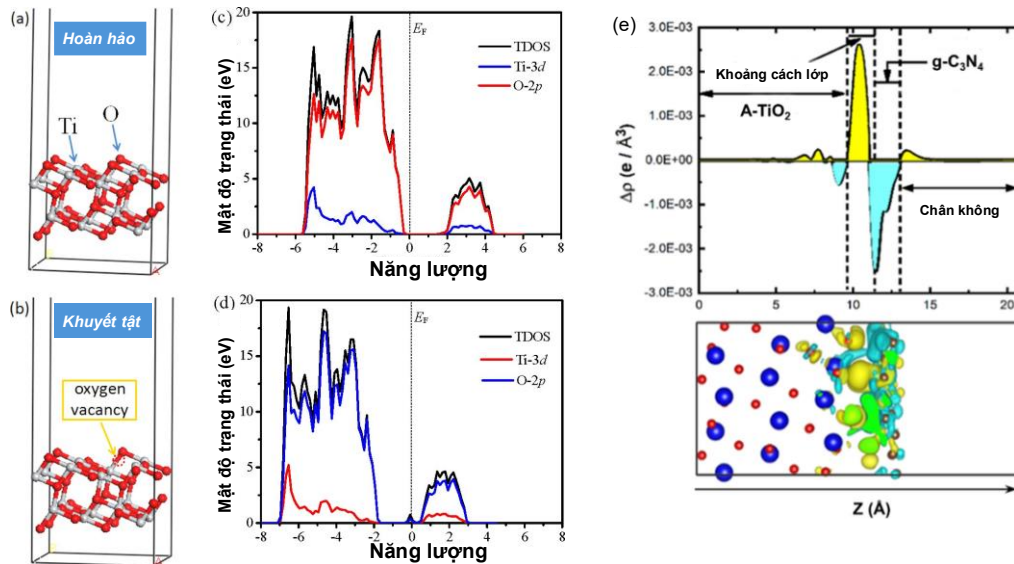 (a)
Hoàn hảo
Ti
O
(b)
Khuyết tật
oxygen
vacancy
(c)
Mật độ trạng thái (eV)
20
15
10
5
0
E_F
TDOS
Ti-3d
O-2p
-8 -6 -4 -2 0 2 4 6 8
Năng lượng
(d)
Mật độ trạng thái (eV)
20
15
10
5
0
E_F
TDOS
Ti-3d
O-2p
-8 -6 -4 -2 0 2 4 6 8
Năng lượng
(e)
Δρ (e / Å³)
3.0E-03
2.0E-03
1.0E-03
0.0E+00
-1.0E-03
-2.0E-03
-3.0E-03
Khoảng cách lớp
g-C₃N₄
A-TiO₂
Chân không
0 5 10 15 20
Z (Å)